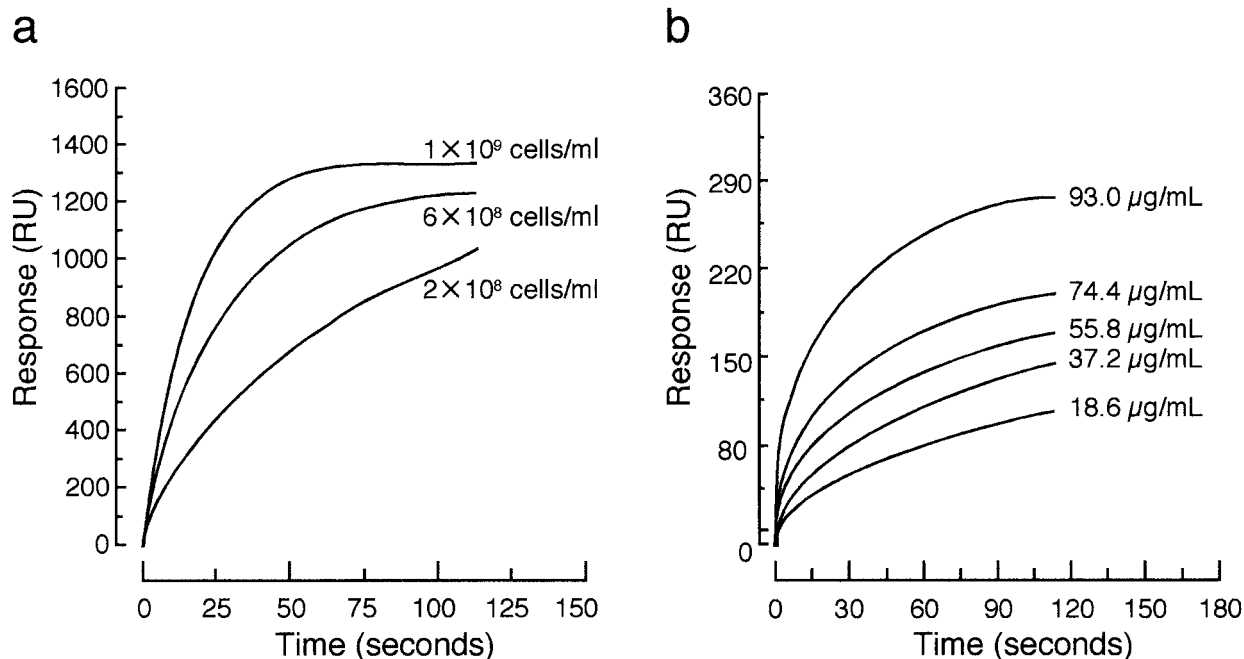 a
1600
1400
1200
1000
800
600
400
200
0
Response (RU)
1×10⁹ cells/ml
6×10⁸ cells/ml
2×10⁸ cells/ml
0 25 50 75 100 125 150
Time (seconds)
b
360
290
220
150
80
0
Response (RU)
93.0 µg/mL
74.4 µg/mL
55.8 µg/mL
37.2 µg/mL
18.6 µg/mL
0 30 60 90 120 150 180
Time (seconds)